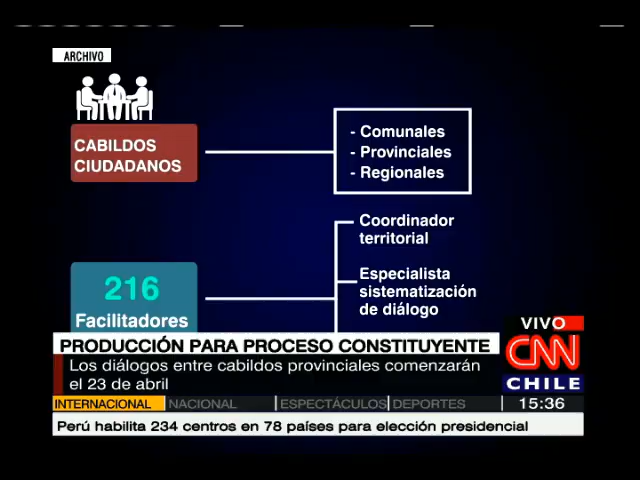 ARCHIVO
CABILDOS
CIUDADANOS
- Comunales
- Provinciales
- Regionales
Coordinador
territorial
216
Facilitadores
Especialista
sistematización
de diálogo
VIVO
CNN
CHILE
PRODUCCIÓN PARA PROCESO CONSTITUYENTE
Los diálogos entre cabildos provinciales comenzarán
el 23 de abril
INTERNACIONAL NACIONAL ESPECTÁCULOS DEPORTES 15:36
Perú habilita 234 centros en 78 países para elección presidencial